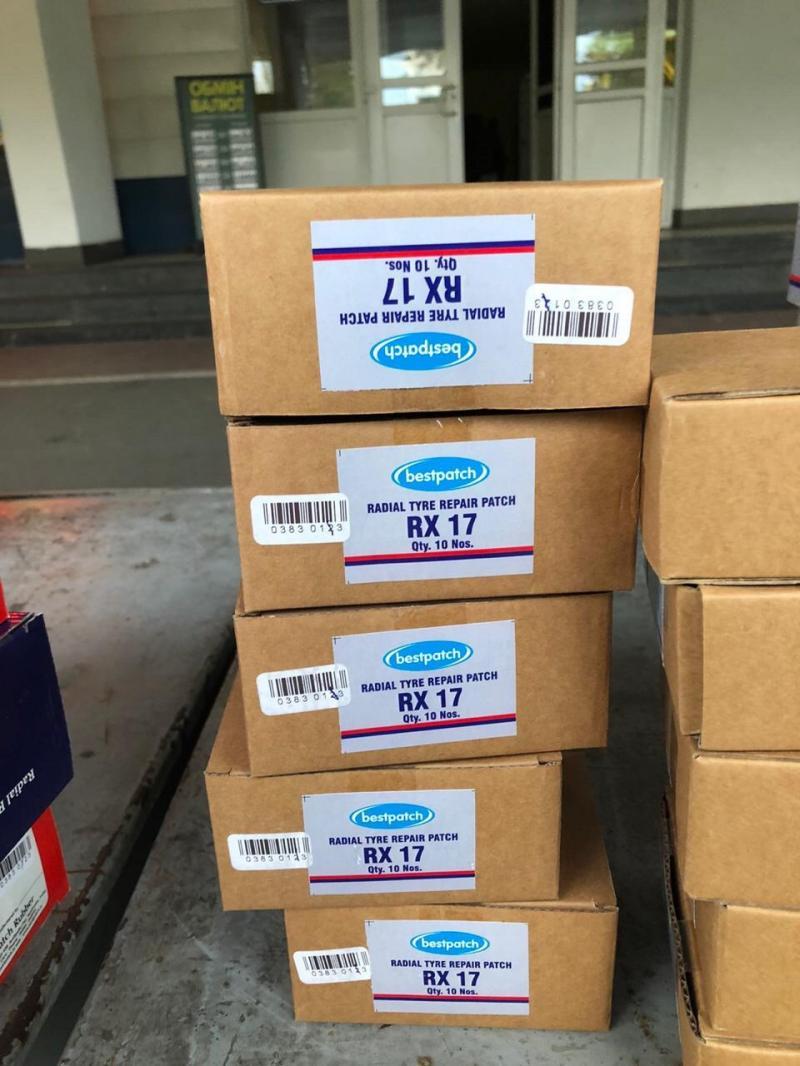 ОБМІН
ВАЛЮТ
bestpatch
RADIAL TYRE REPAIR PATCH
RX 17
Qty. 10 Nos.
0383 0123
bestpatch
RADIAL TYRE REPAIR PATCH
RX 17
Qty. 10 Nos.
0383 0123
bestpatch
RADIAL TYRE REPAIR PATCH
RX 17
Qty. 10 Nos.
0383 0123
bestpatch
RADIAL TYRE REPAIR PATCH
RX 17
Qty. 10 Nos.
0383 0123
bestpatch
RADIAL TYRE REPAIR PATCH
RX 17
Qty. 10 Nos.
0383 0123
Radial
Rubber